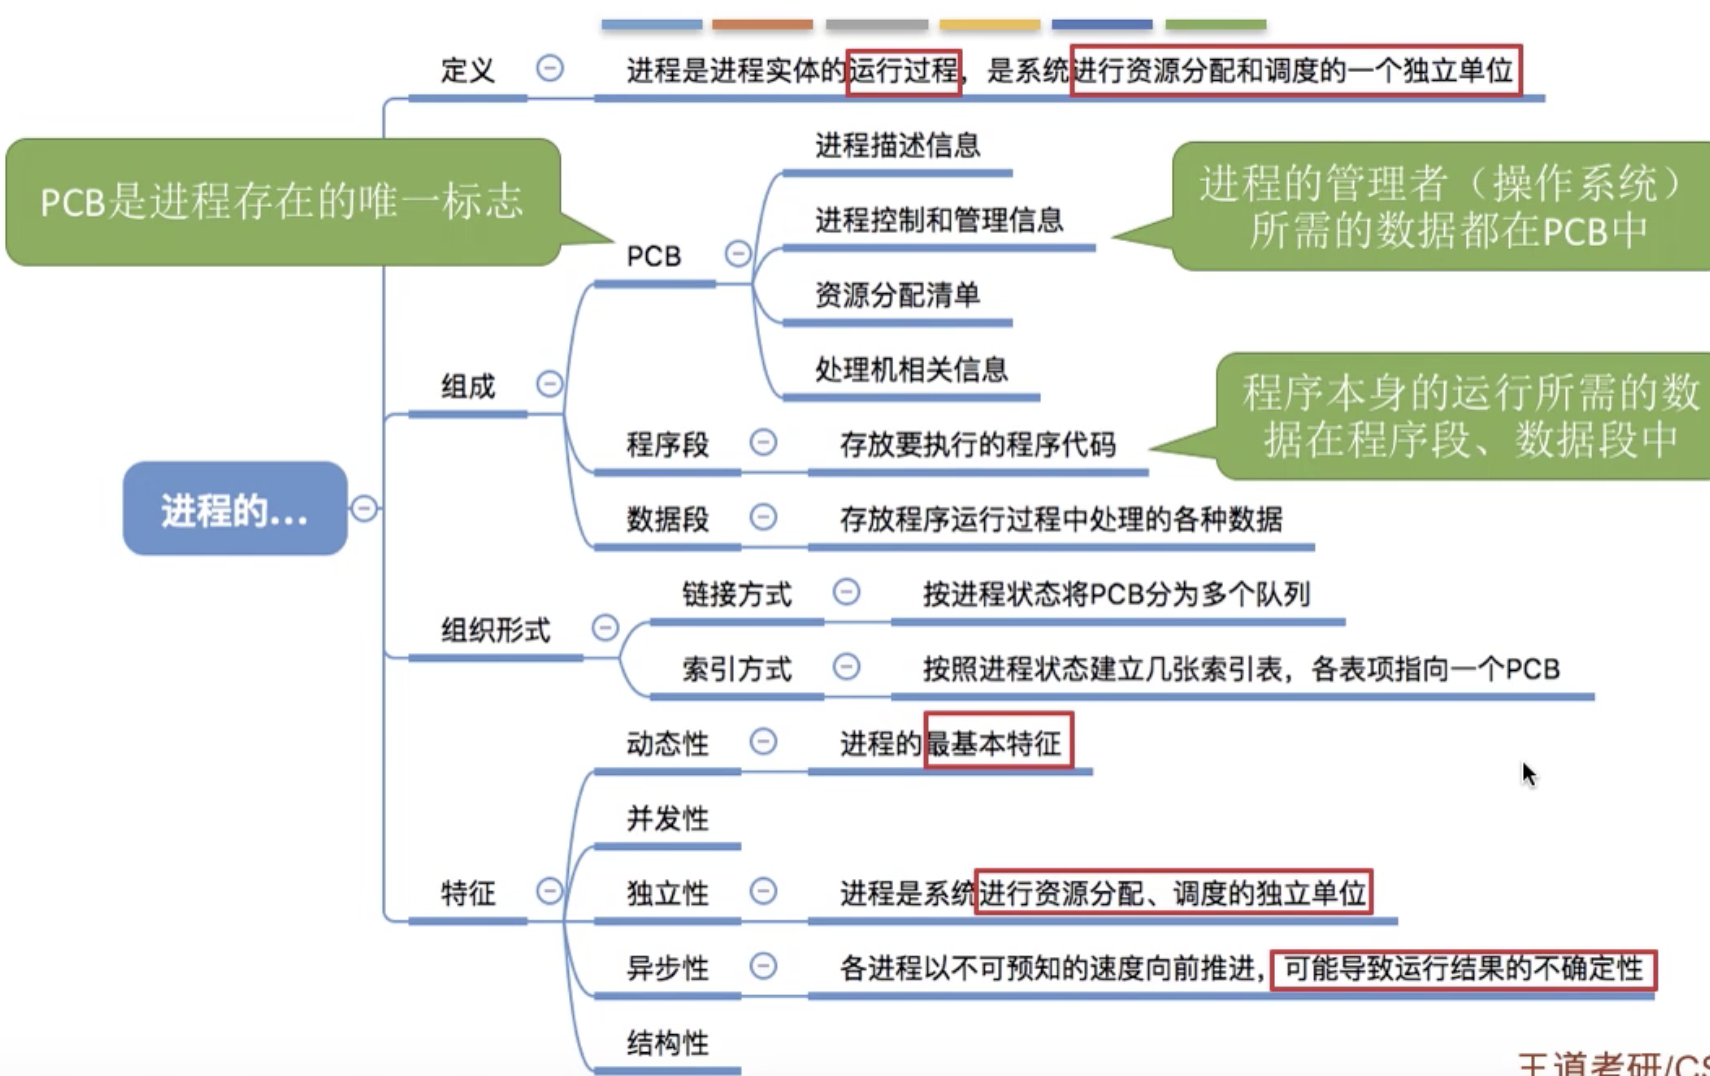 定义
进程是进程实体的运行过程，是系统进行资源分配和调度的一个独立单位
PCB是进程存在的唯一标志
进程描述信息
进程控制和管理信息
进程的管理者（操作系统）
所需的数据都在PCB中
PCB
资源分配清单
处理机相关信息
组成
程序段
存放要执行的程序代码
程序本身的运行所需的数
据在程序段、数据段中
数据段
存放程序运行过程中处理的各种数据
进程的...
组织形式
链接方式
按进程状态将PCB分为多个队列
索引方式
按照进程状态建立几张索引表，各表项指向一个PCB
特征
动态性
进程的最基本特征
并发性
独立性
进程是系统进行资源分配、调度的独立单位
异步性
各进程以不可预知的速度向前推进，可能导致运行结果的不确定性
结构性
王道考研/CS